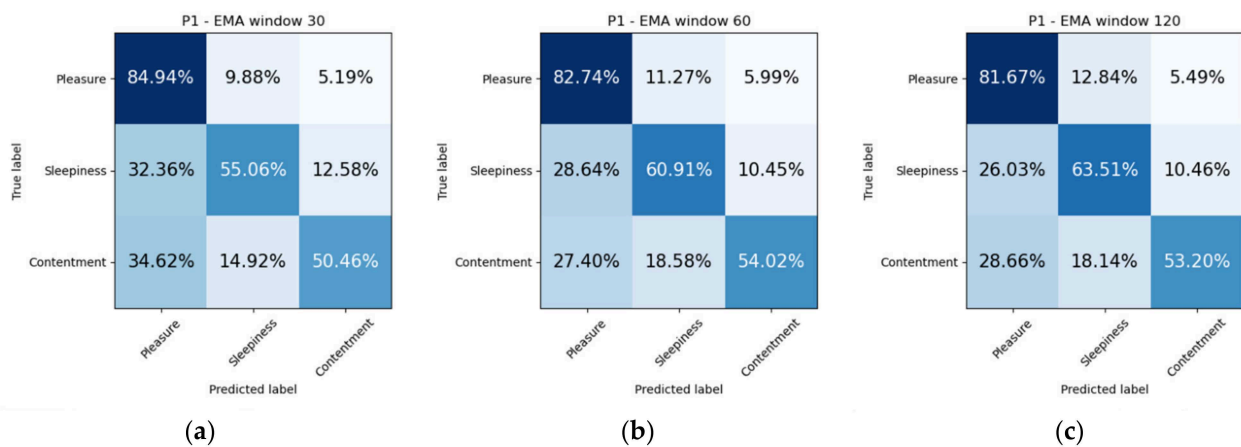 P1 - EMA window 30
True label
Pleasure 84.94% 9.88% 5.19%
Sleepiness 32.36% 55.06% 12.58%
Contentment 34.62% 14.92% 50.46%
Pleasure Sleepiness Contentment
Predicted label
(a)
P1 - EMA window 60
True label
Pleasure 82.74% 11.27% 5.99%
Sleepiness 28.64% 60.91% 10.45%
Contentment 27.40% 18.58% 54.02%
Pleasure Sleepiness Contentment
Predicted label
(b)
P1 - EMA window 120
True label
Pleasure 81.67% 12.84% 5.49%
Sleepiness 26.03% 63.51% 10.46%
Contentment 28.66% 18.14% 53.20%
Pleasure Sleepiness Contentment
Predicted label
(c)